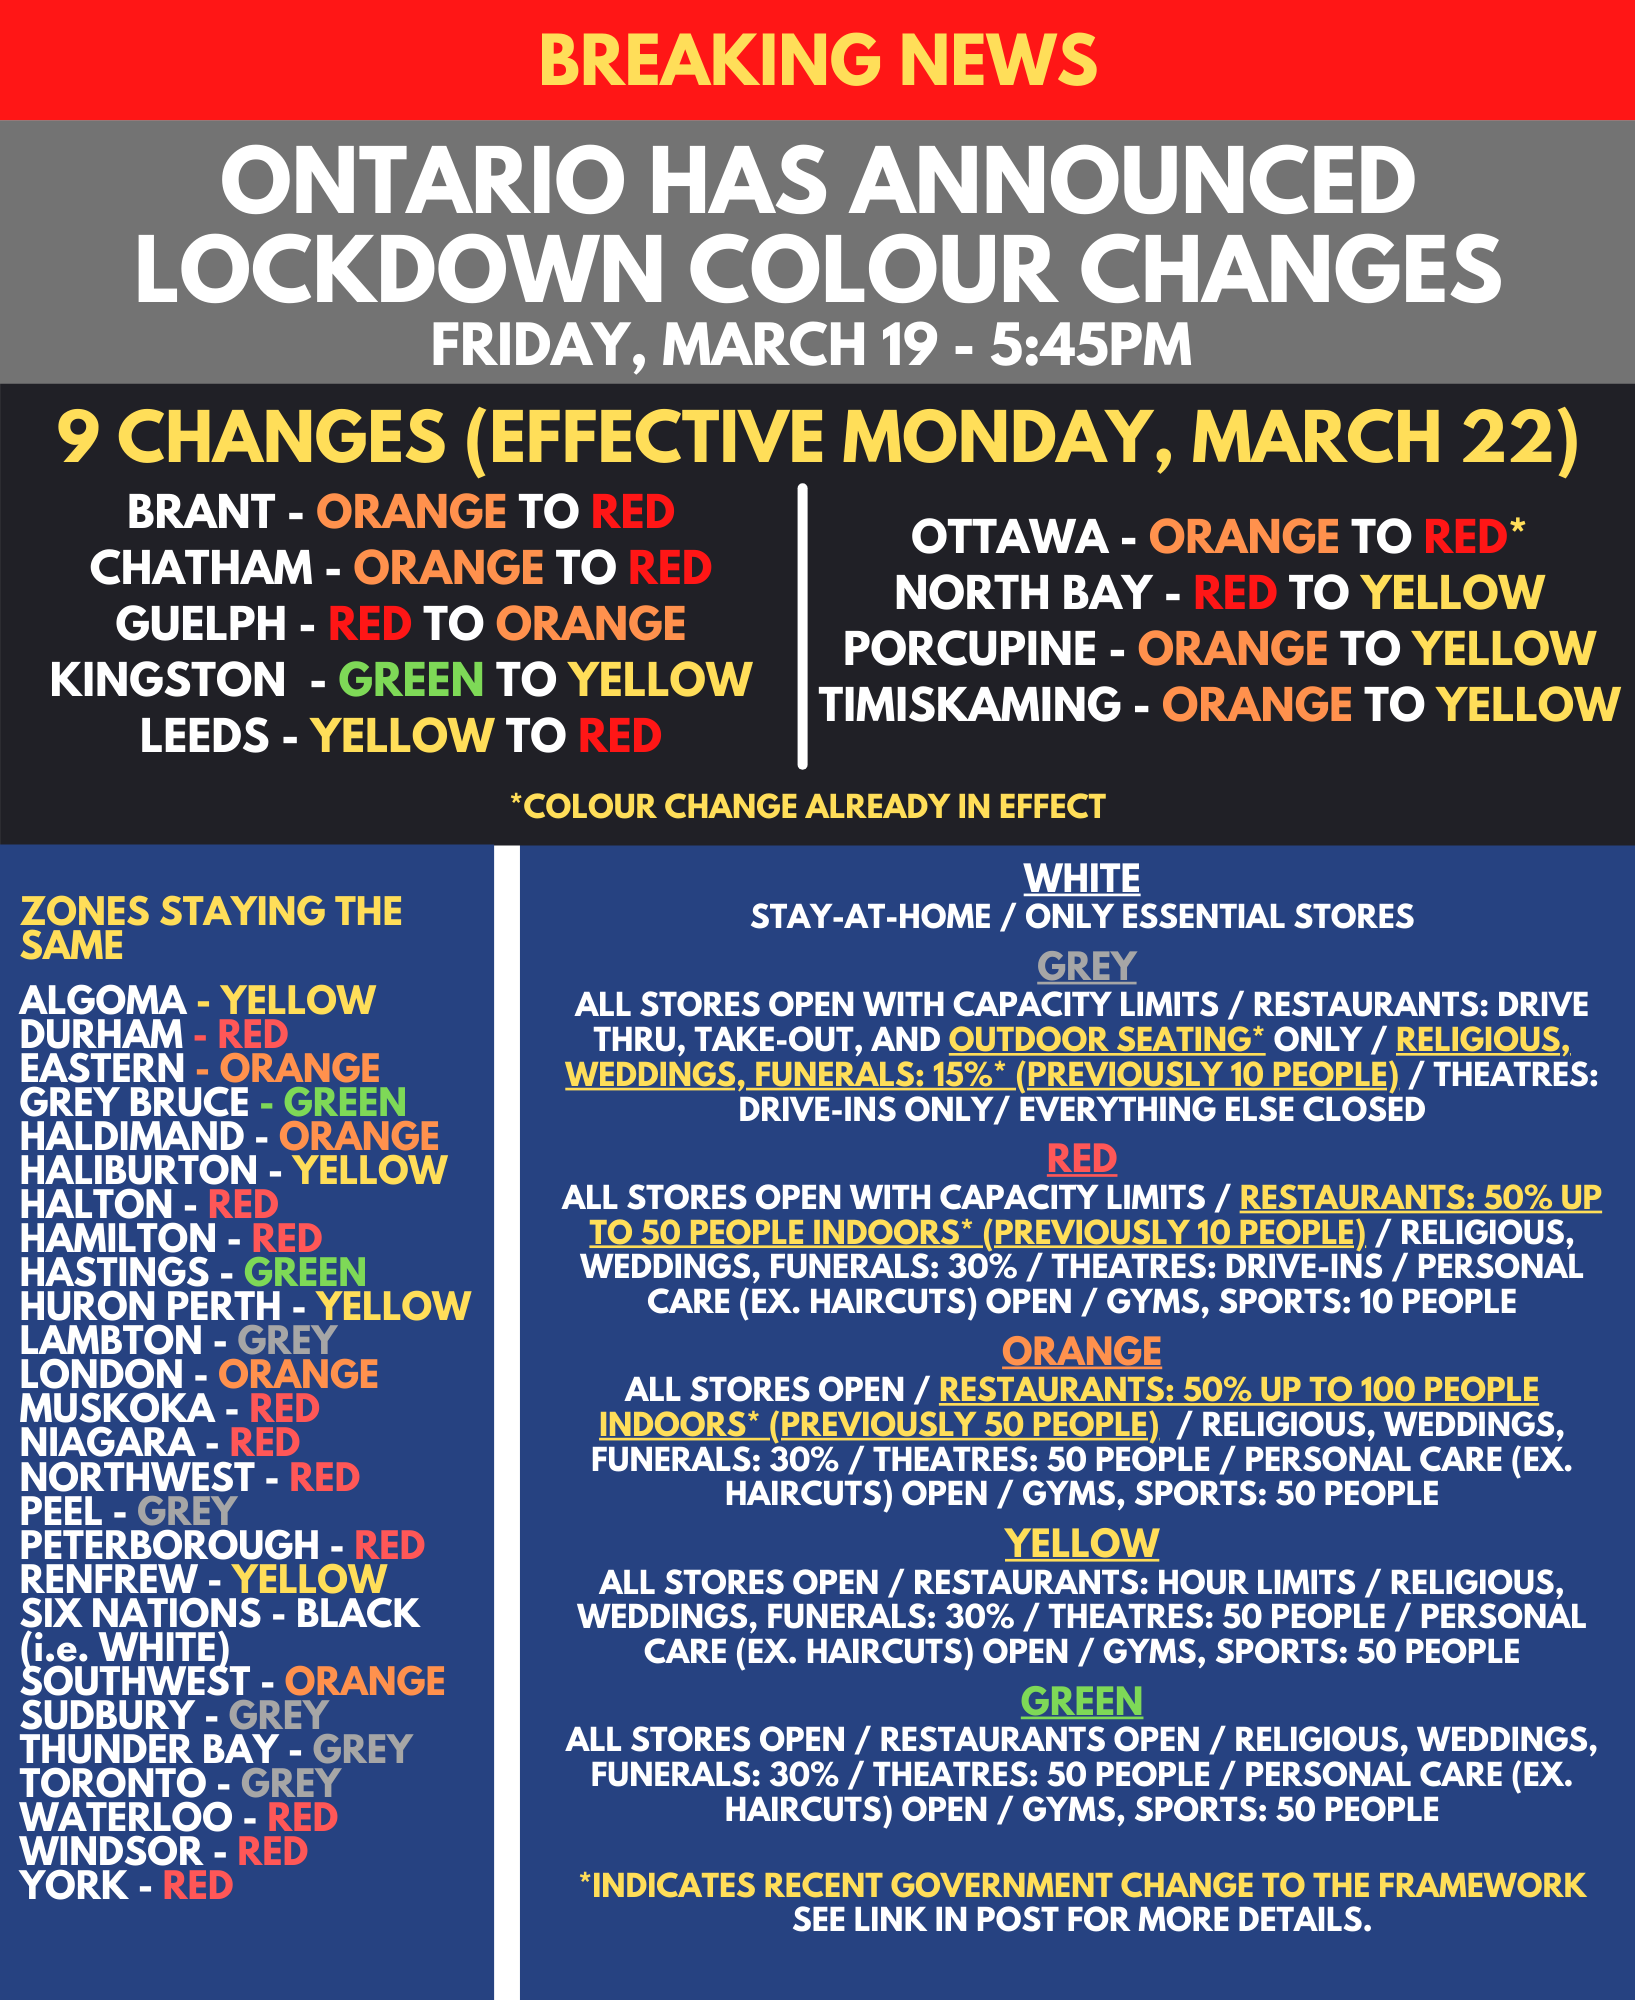 BREAKING NEWS
ONTARIO HAS ANNOUNCED
LOCKDOWN COLOUR CHANGES
FRIDAY, MARCH 19 - 5:45PM
9 CHANGES (EFFECTIVE MONDAY, MARCH 22)
BRANT - ORANGE TO RED
CHATHAM - ORANGE TO RED
GUELPH - RED TO ORANGE
KINGSTON - GREEN TO YELLOW
LEEDS - YELLOW TO RED
OTTAWA - ORANGE TO RED*
NORTH BAY - RED TO YELLOW
PORCUPINE - ORANGE TO YELLOW
TIMISKAMING - ORANGE TO YELLOW
*COLOUR CHANGE ALREADY IN EFFECT
ZONES STAYING THE
SAME
ALGOMA - YELLOW
DURHAM - RED
EASTERN - ORANGE
GREY BRUCE - GREEN
HALDIMAND - ORANGE
HALIBURTON - YELLOW
HALTON - RED
HAMILTON - RED
HASTINGS - GREEN
HURON PERTH - YELLOW
LAMBTON - GREY
LONDON - ORANGE
MUSKOKA - RED
NIAGARA - RED
NORTHWEST - RED
PEEL - GREY
PETERBOROUGH - RED
RENFREW - YELLOW
SIX NATIONS - BLACK
(i.e. WHITE)
SOUTHWEST - ORANGE
SUDBURY - GREY
THUNDER BAY - GREY
TORONTO - GREY
WATERLOO - RED
WINDSOR - RED
YORK - RED
WHITE
STAY-AT-HOME / ONLY ESSENTIAL STORES
GREY
ALL STORES OPEN WITH CAPACITY LIMITS / RESTAURANTS: DRIVE
THRU, TAKE-OUT, AND OUTDOOR SEATING* ONLY / RELIGIOUS,
WEDDINGS, FUNERALS: 15%* (PREVIOUSLY 10 PEOPLE) / THEATRES:
DRIVE-INS ONLY/ EVERYTHING ELSE CLOSED
RED
ALL STORES OPEN WITH CAPACITY LIMITS / RESTAURANTS: 50% UP
TO 50 PEOPLE INDOORS* (PREVIOUSLY 10 PEOPLE) / RELIGIOUS,
WEDDINGS, FUNERALS: 30% / THEATRES: DRIVE-INS / PERSONAL
CARE (EX. HAIRCUTS) OPEN / GYMS, SPORTS: 10 PEOPLE
ORANGE
ALL STORES OPEN / RESTAURANTS: 50% UP TO 100 PEOPLE
INDOORS* (PREVIOUSLY 50 PEOPLE) / RELIGIOUS, WEDDINGS,
FUNERALS: 30% / THEATRES: 50 PEOPLE / PERSONAL CARE (EX.
HAIRCUTS) OPEN / GYMS, SPORTS: 50 PEOPLE
YELLOW
ALL STORES OPEN / RESTAURANTS: HOUR LIMITS / RELIGIOUS,
WEDDINGS, FUNERALS: 30% / THEATRES: 50 PEOPLE / PERSONAL
CARE (EX. HAIRCUTS) OPEN / GYMS, SPORTS: 50 PEOPLE
GREEN
ALL STORES OPEN / RESTAURANTS OPEN / RELIGIOUS, WEDDINGS,
FUNERALS: 30% / THEATRES: 50 PEOPLE / PERSONAL CARE (EX.
HAIRCUTS) OPEN / GYMS, SPORTS: 50 PEOPLE
*INDICATES RECENT GOVERNMENT CHANGE TO THE FRAMEWORK
SEE LINK IN POST FOR MORE DETAILS.